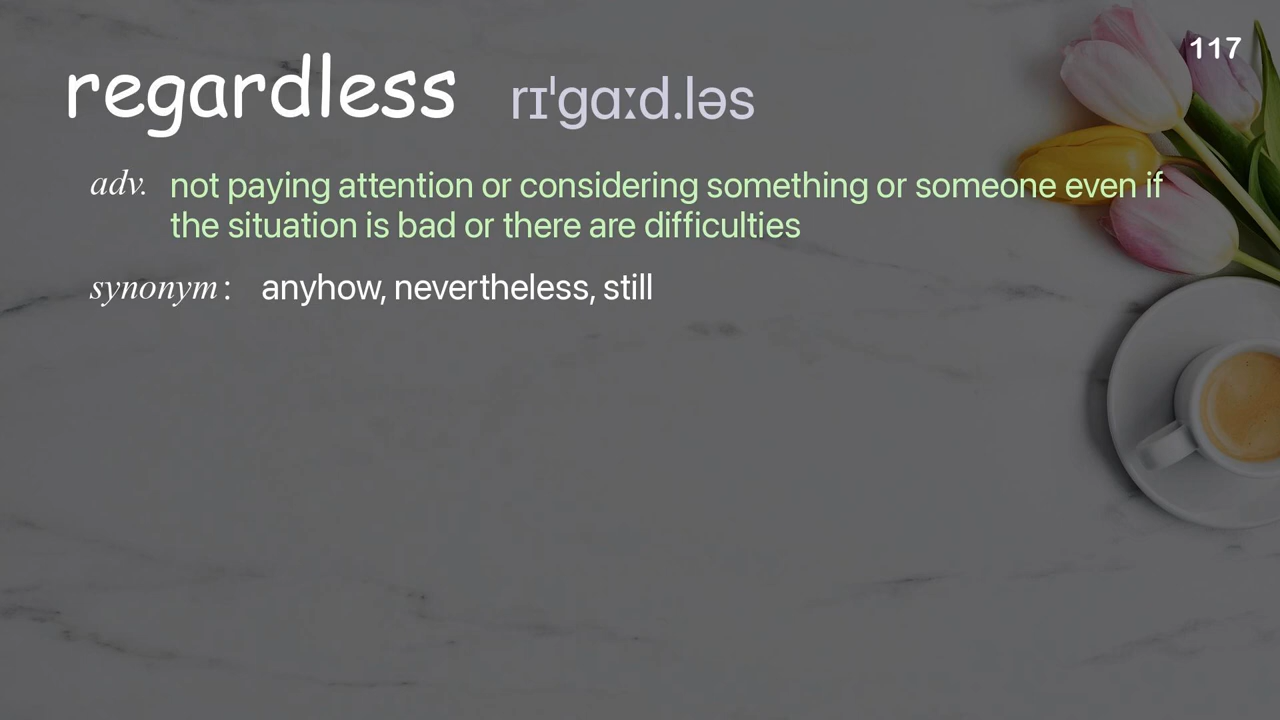 117
regardless rɪˈɡɑːd.ləs
adv. not paying attention or considering something or someone even if
the situation is bad or there are difficulties
synonym: anyhow, nevertheless, still